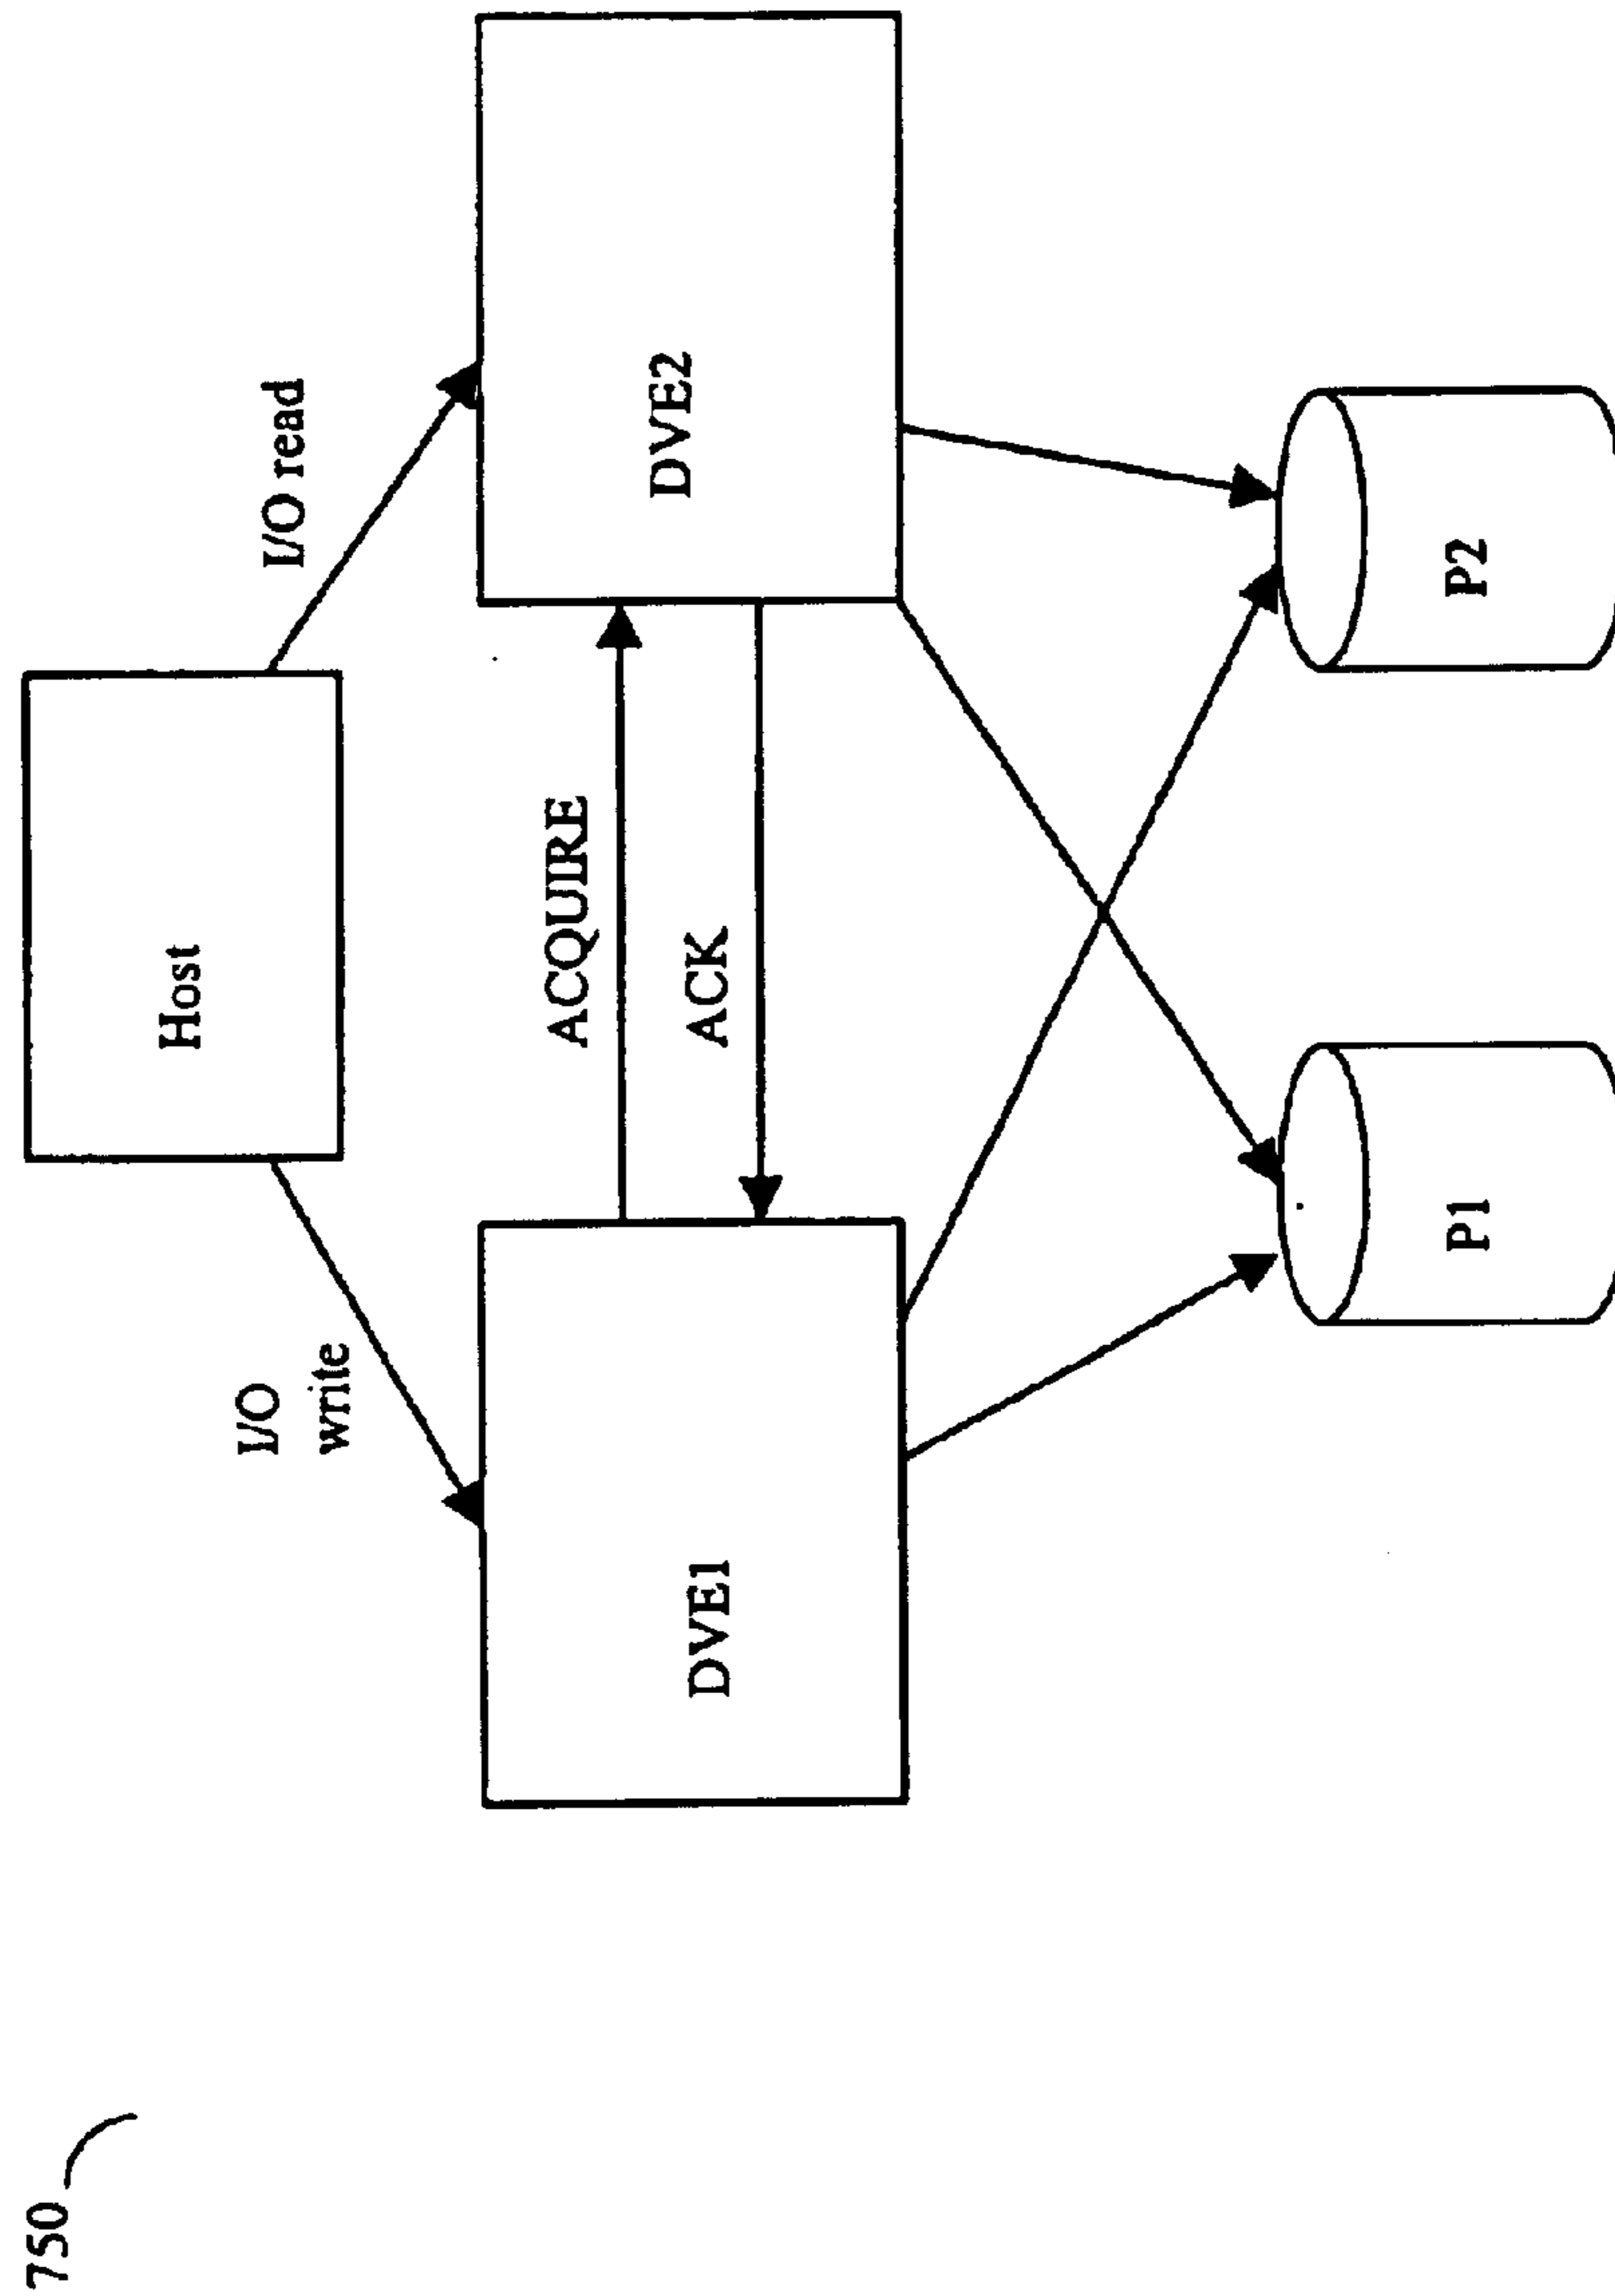 750
Host
I/O
write
I/O read
ACQUIRE
ACK
DVE1
DVE2
P1
P2